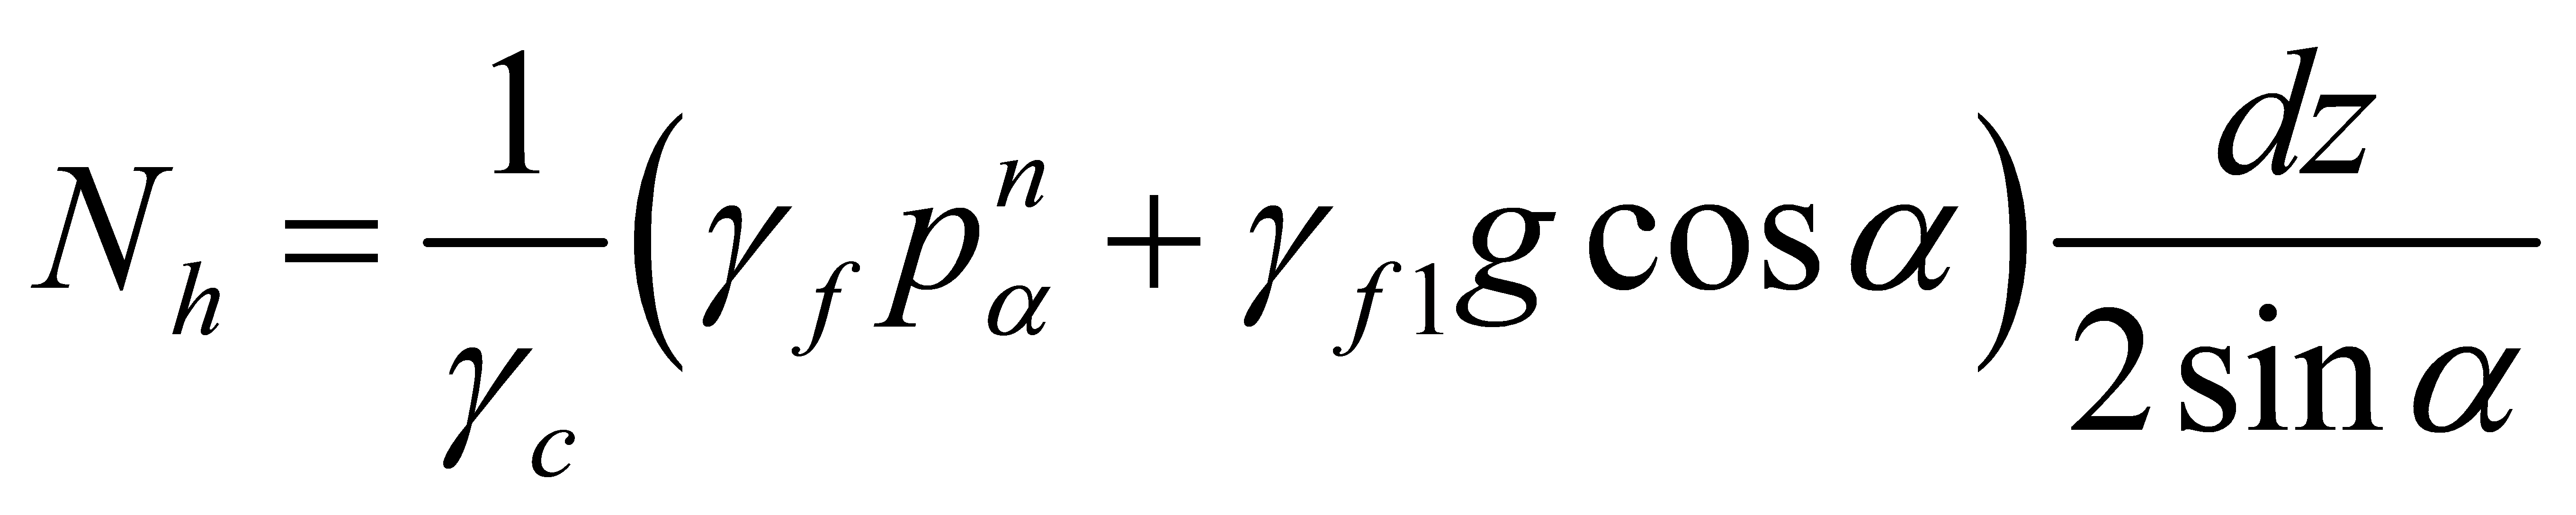 N_h = \frac{1}{\gamma_c} \left( \gamma_f p_\alpha^n + \gamma_{f1} g \cos \alpha \right) \frac{dz}{2 \sin \alpha}